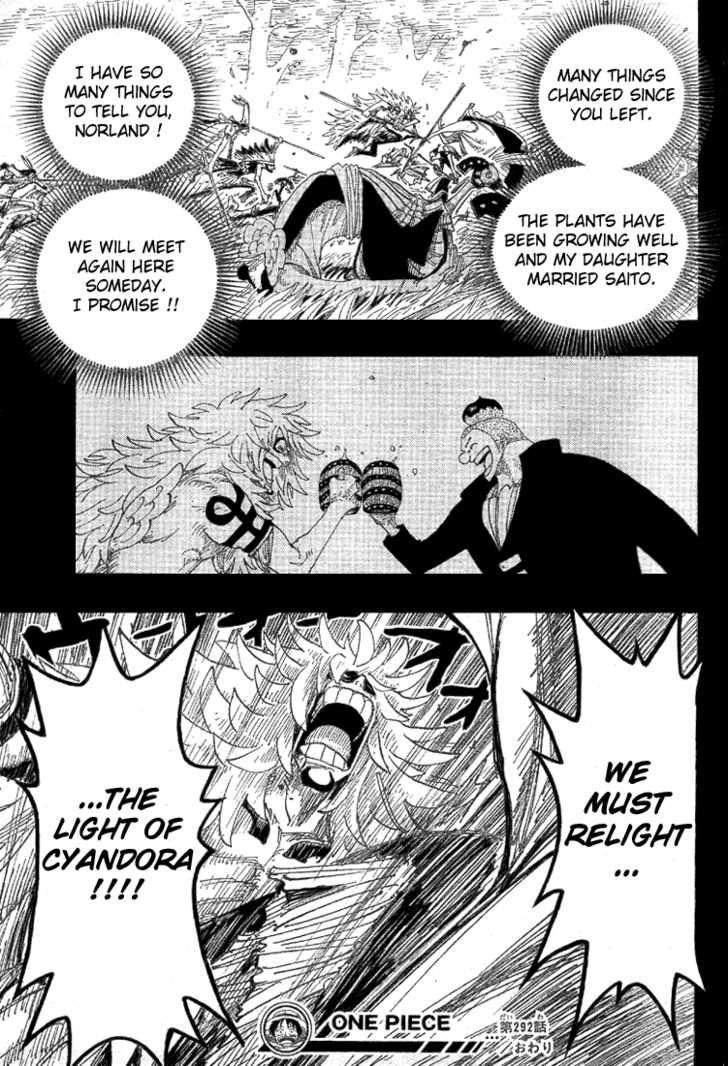 MANY THINGS
CHANGED SINCE
YOU LEFT.
THE PLANTS HAVE
BEEN GROWING WELL
AND MY DAUGHTER
MARRIED SAITO.
I HAVE SO
MANY THINGS
TO TELL YOU,
NORLAND !
WE WILL MEET
AGAIN HERE
SOMEDAY.
I PROMISE !!
WE
MUST
RELIGHT
...
...THE
LIGHT OF
CYANDORA
!!!!
ONE PIECE
第292話
/おわり